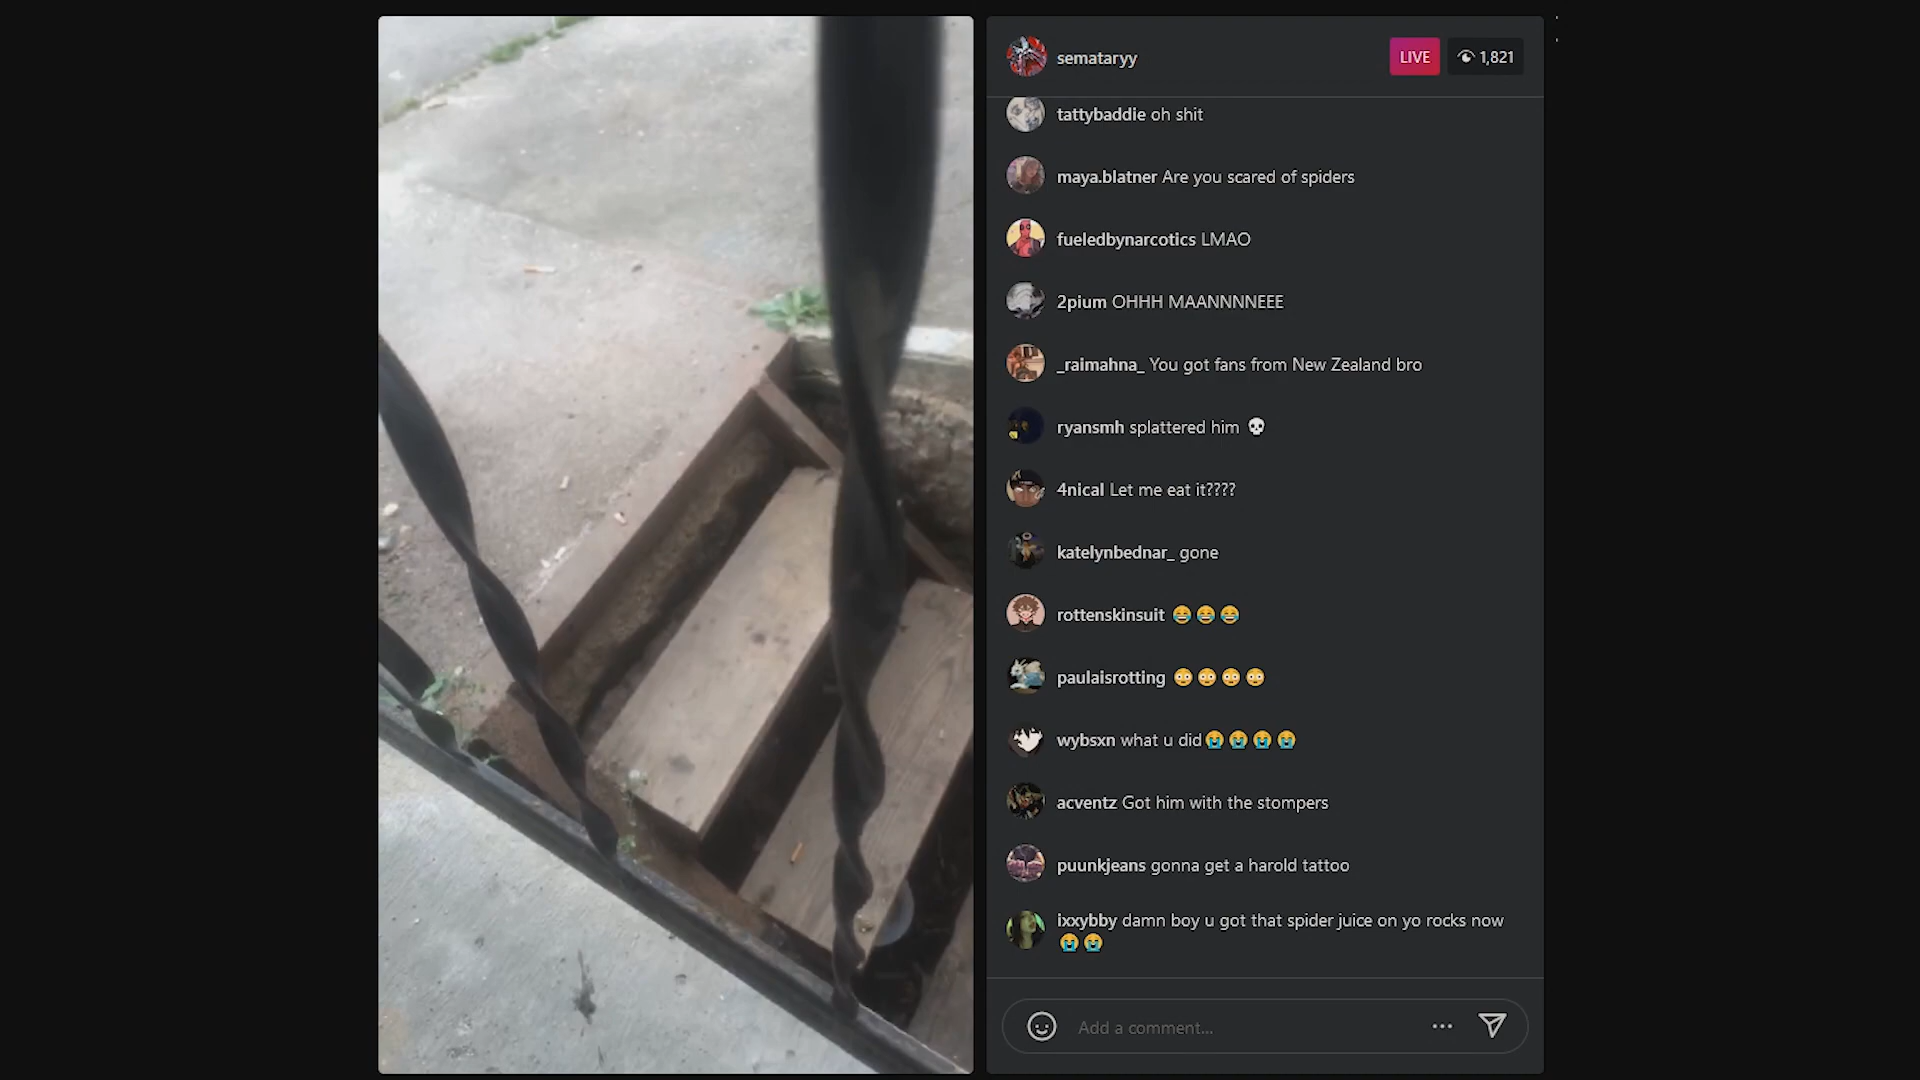 sematary​y
LIVE
1,821
tattybaddie oh shit
maya.blatner Are you scared of spiders
fueledbynarcotics LMAO
2pium OHHH MAANNNNEEE
_raimahna_ You got fans from New Zealand bro
ryansmh splattered him 💀
4nical Let me eat it????
katelynbednar_ gone
rottenskinsuit 😂😂😂
paulaisrotting 😳😳😳😳
wybsxn what u did😭😭😭😭
acventz Got him with the stompers
puunkjeans gonna get a harold tattoo
ixxybby damn boy u got that spider juice on yo rocks now
😭😭
Add a comment...